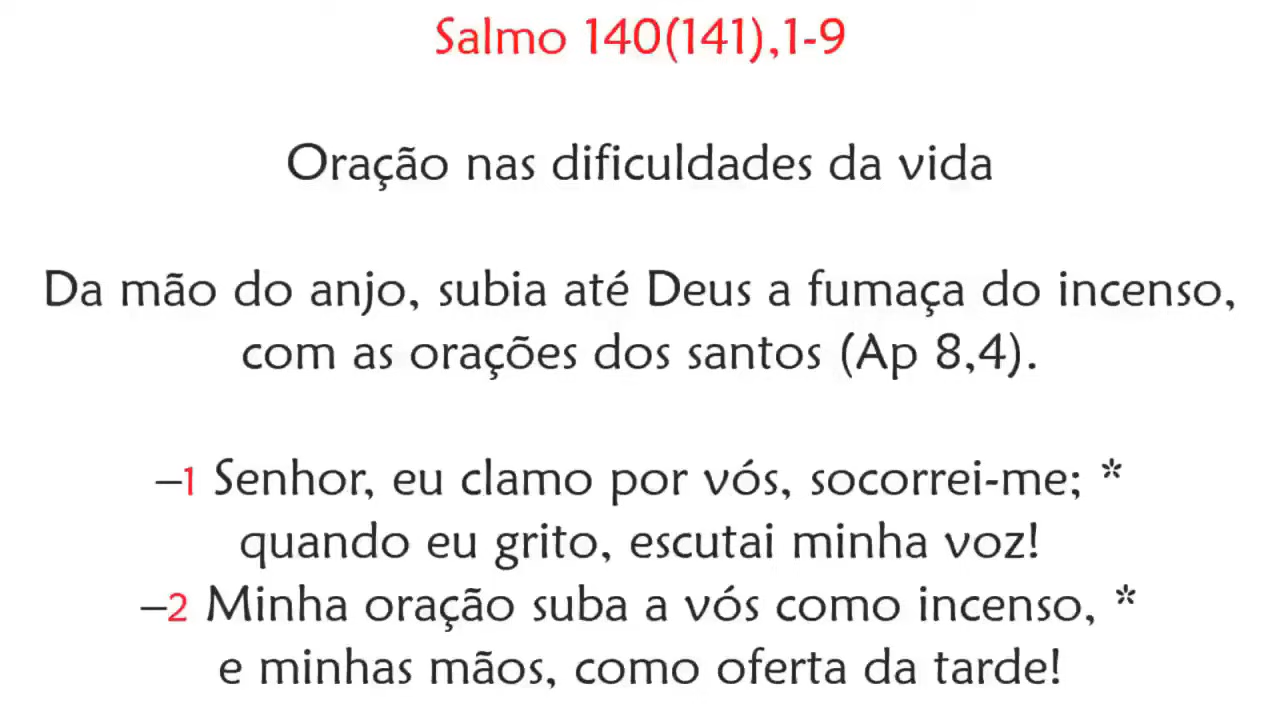 Salmo 140(141),1-9
Oração nas dificuldades da vida
Da mão do anjo, subia até Deus a fumaça do incenso,
com as orações dos santos (Ap 8,4).
–1 Senhor, eu clamo por vós, socorrei-me; *
quando eu grito, escutai minha voz!
–2 Minha oração suba a vós como incenso, *
e minhas mãos, como oferta da tarde!